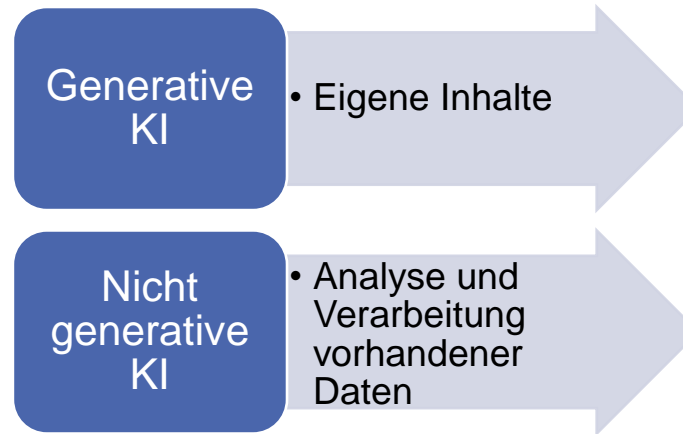 Generative
KI
• Eigene Inhalte
Nicht
generative
KI
• Analyse und
Verarbeitung
vorhandener
Daten